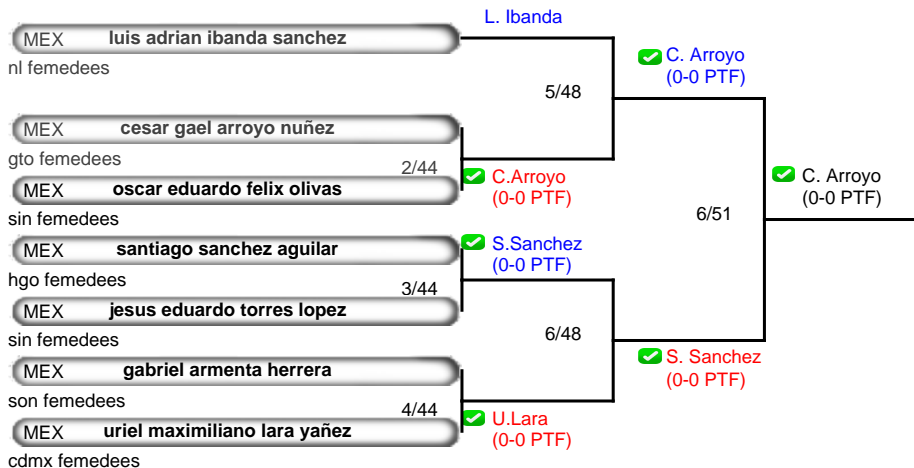 L. Ibanda
MEX luis adrian ibanda sanchez
nl femedees
C. Arroyo
(0-0 PTF)
5/48
MEX cesar gael arroyo nuñez
gto femedees
2/44
C.Arroyo
(0-0 PTF)
MEX oscar eduardo felix olivas
sin femedees
C. Arroyo
(0-0 PTF)
6/51
MEX santiago sanchez aguilar
hgo femedees
S.Sanchez
(0-0 PTF)
3/44
MEX jesus eduardo torres lopez
sin femedees
6/48
S. Sanchez
(0-0 PTF)
MEX gabriel armenta herrera
son femedees
4/44
U.Lara
(0-0 PTF)
MEX uriel maximiliano lara yañez
cdmx femedees